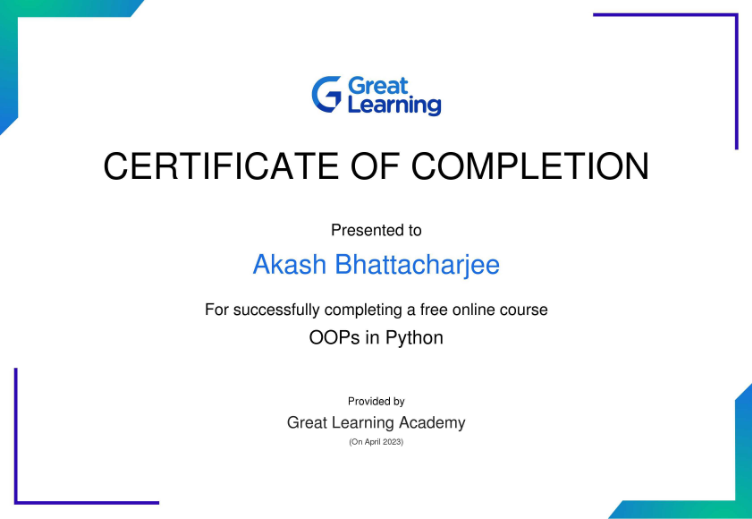 Great
Learning
CERTIFICATE OF COMPLETION
Presented to
Akash Bhattacharjee
For successfully completing a free online course
OOPs in Python
Provided by
Great Learning Academy
(On April 2023)